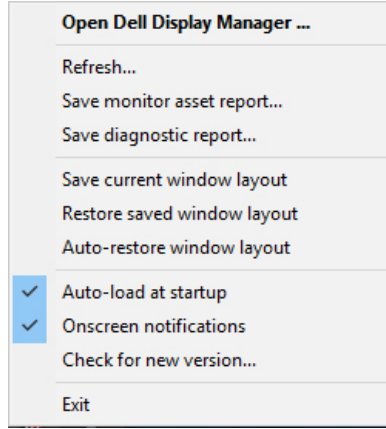 Open Dell Display Manager ...
Refresh...
Save monitor asset report...
Save diagnostic report...
Save current window layout
Restore saved window layout
Auto-restore window layout
Auto-load at startup
Onscreen notifications
Check for new version...
Exit